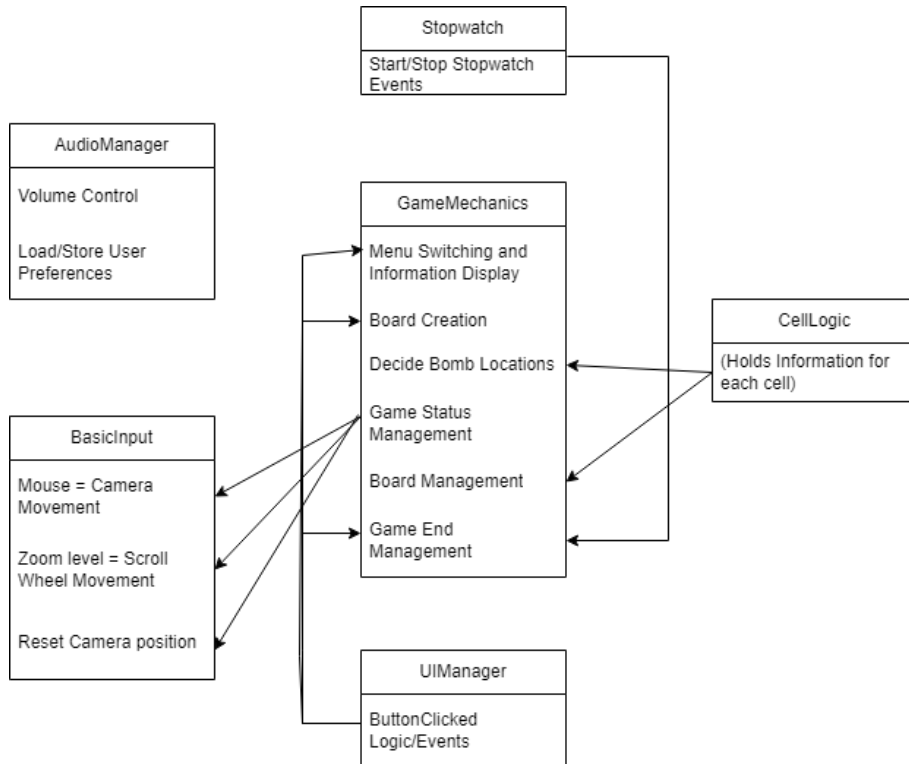 Stopwatch
Start/Stop Stopwatch
Events
AudioManager
Volume Control
Load/Store User
Preferences
GameMechanics
Menu Switching and
Information Display
Board Creation
Decide Bomb Locations
Game Status
Management
Board Management
Game End
Management
CellLogic
(Holds Information for
each cell)
BasicInput
Mouse = Camera
Movement
Zoom level = Scroll
Wheel Movement
Reset Camera position
UIManager
ButtonClicked
Logic/Events